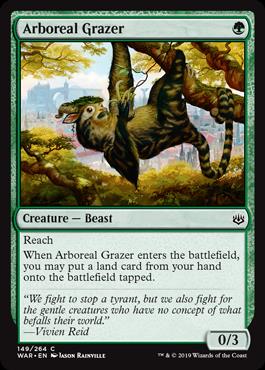 Arboreal Grazer
Creature — Beast
Reach
When Arboreal Grazer enters the battlefield,
you may put a land card from your hand
onto the battlefield tapped.
“We fight to stop a tyrant, but we also fight for
the gentle creatures who have no concept of what
befalls their world.”
—Vivien Reid
0/3
149/264 C
WAR • EN Jason Rainville
™ & © 2019 Wizards of the Coast